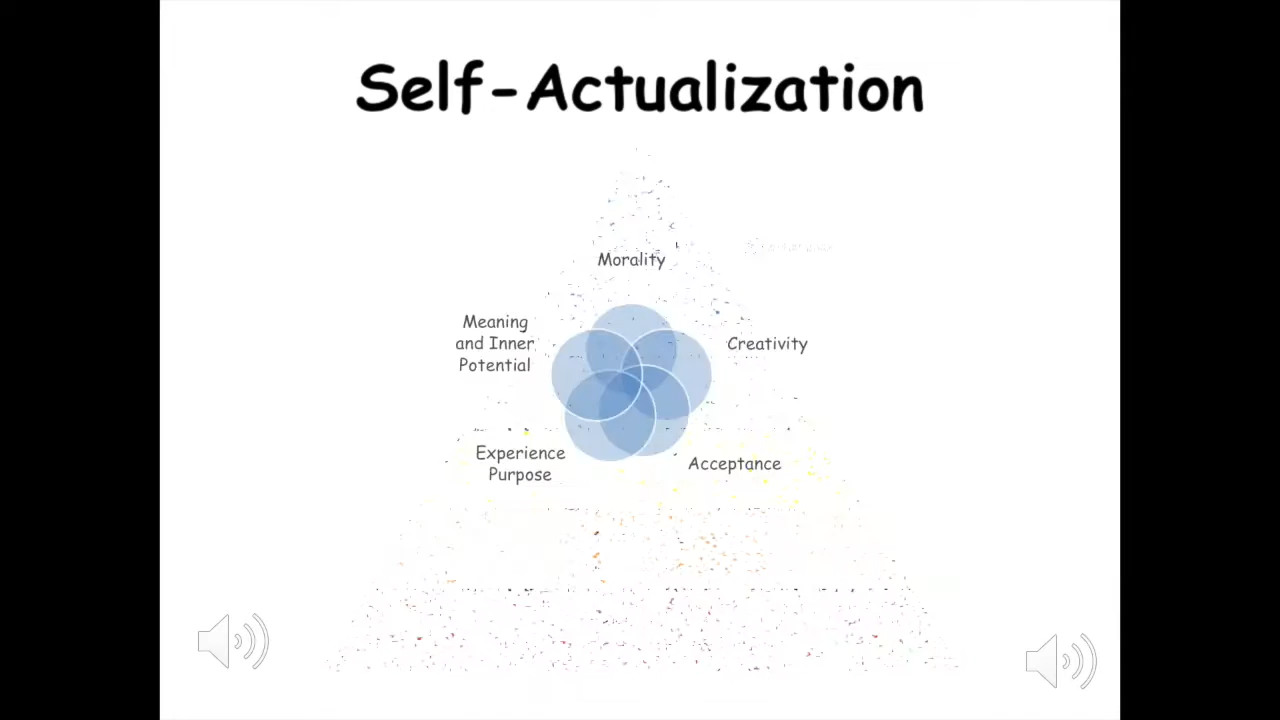 Self-Actualization
Morality
Meaning
and Inner
Potential
Creativity
Experience
Purpose
Acceptance